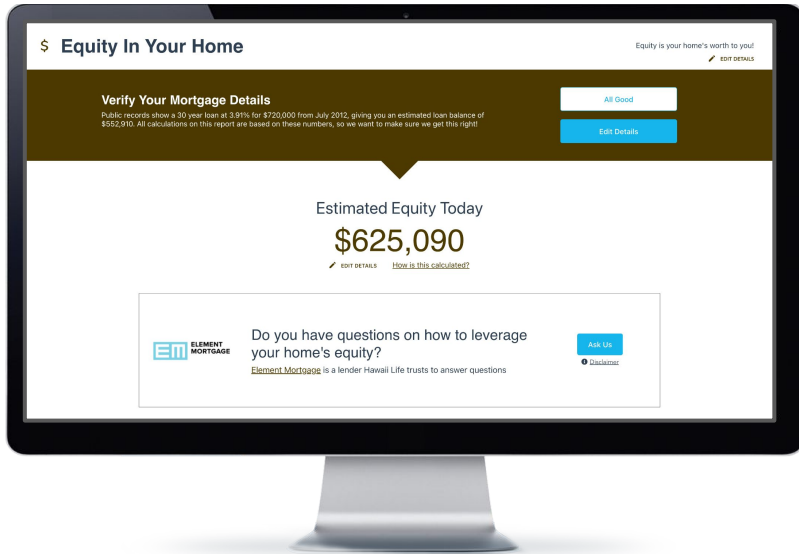 $ Equity In Your Home
Equity is your home's worth to you!
EDIT DETAILS
Verify Your Mortgage Details
Public records show a 30 year loan at 3.91% for $720,000 from July 2012, giving you an estimated loan balance of
$552,910. All calculations on this report are based on these numbers, so we want to make sure we get this right!
All Good
Edit Details
Estimated Equity Today
$625,090
EDIT DETAILS How is this calculated?
EM ELEMENT
MORTGAGE
Do you have questions on how to leverage
your home's equity?
Element Mortgage is a lender Hawaii Life trusts to answer questions
Ask Us
Disclaimer